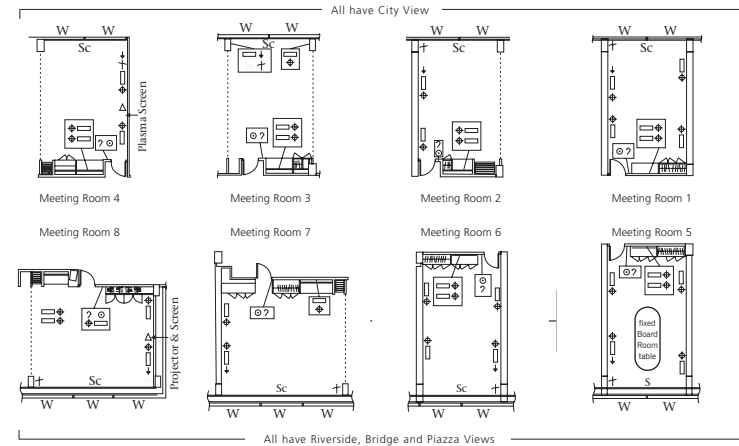 All have City View
W W
W W
W W
W W
Sc
Sc
Sc
Sc
Plasma Screen
?
?
?
?
Meeting Room 4
Meeting Room 3
Meeting Room 2
Meeting Room 1
Meeting Room 8
Meeting Room 7
Meeting Room 6
Meeting Room 5
?
?
?
?
Projector & Screen
fixed
Board
Room
table
Sc
Sc
Sc
S
W W W
W W W
W W
W W
All have Riverside, Bridge and Piazza Views